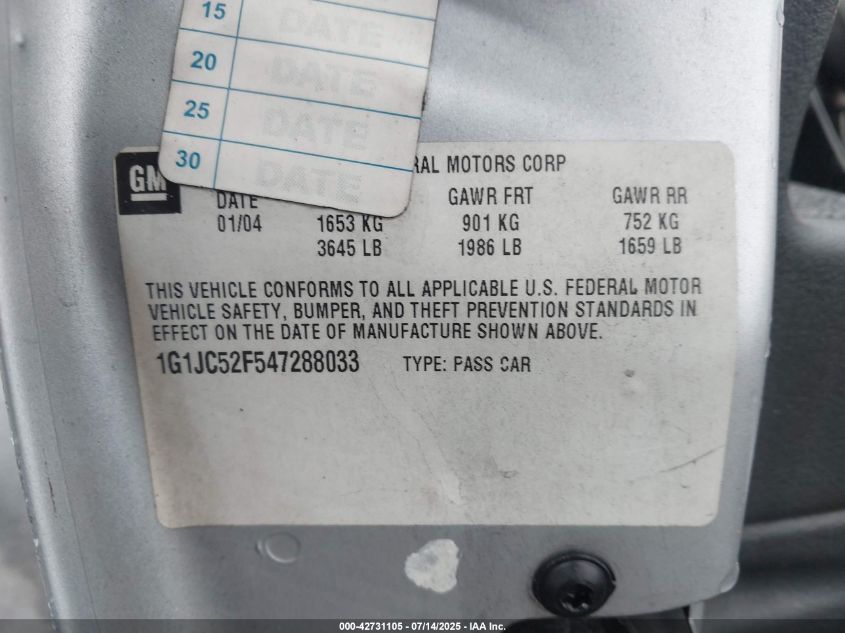 DATE
15 DATE
20 DATE
25 DATE
30 DATE
GM RAL MOTORS CORP
DATE GAWR FRT GAWR RR
01/04 1653 KG 901 KG 752 KG
3645 LB 1986 LB 1659 LB
THIS VEHICLE CONFORMS TO ALL APPLICABLE U.S. FEDERAL MOTOR
VEHICLE SAFETY, BUMPER, AND THEFT PREVENTION STANDARDS IN
EFFECT ON THE DATE OF MANUFACTURE SHOWN ABOVE.
1G1JC52F547288033 TYPE: PASS CAR
000-42731105 - 07/14/2025 - IAA Inc.